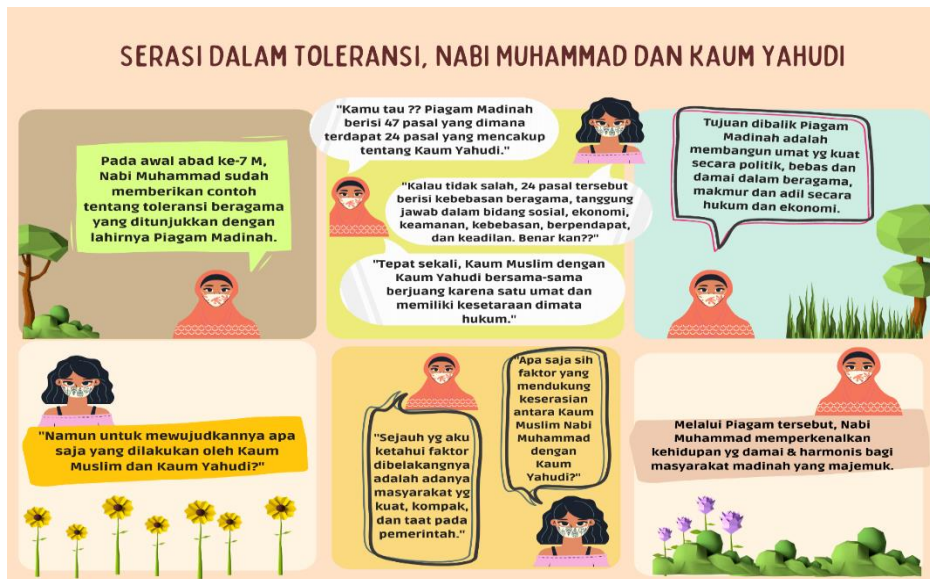 SERASI DALAM TOLERANSI, NABI MUHAMMAD DAN KAUM YAHUDI
Pada awal abad ke-7 M,
Nabi Muhammad sudah
memberikan contoh
tentang toleransi beragama
yang ditunjukkan dengan
lahirnya Piagam Madinah.
"Kamu tau ?? Piagam Madinah
berisi 47 pasal yang dimana
terdapat 24 pasal yang mencakup
tentang Kaum Yahudi."
"Kalau tidak salah, 24 pasal tersebut
berisi kebebasan beragama, tanggung
jawab dalam bidang sosial, ekonomi,
keamanan, kebebasan, berpendapat,
dan keadilan. Benar kan??"
"Tepat sekali, Kaum Muslim dengan
Kaum Yahudi bersama-sama
berjuang karena satu umat dan
memiliki kesetaraan dimata
hukum."
Tujuan dibalik Piagam
Madinah adalah
membangun umat yg kuat
secara politik, bebas dan
damai dalam beragama,
makmur dan adil secara
hukum dan ekonomi.
"Namun untuk mewujudkannya apa
saja yang dilakukan oleh Kaum
Muslim dan Kaum Yahudi?"
"Apa saja sih
faktor yang
mendukung
keserasian
antara Kaum
Muslim Nabi
Muhammad
dengan
Kaum
Yahudi?"
"Sejauh yg aku
ketahui faktor
dibelakangnya
adalah adanya
masyarakat yg
kuat, kompak,
dan taat pada
pemerintah."
Melalui Piagam tersebut, Nabi
Muhammad memperkenalkan
kehidupan yg damai & harmonis bagi
masyarakat madinah yang majemuk.